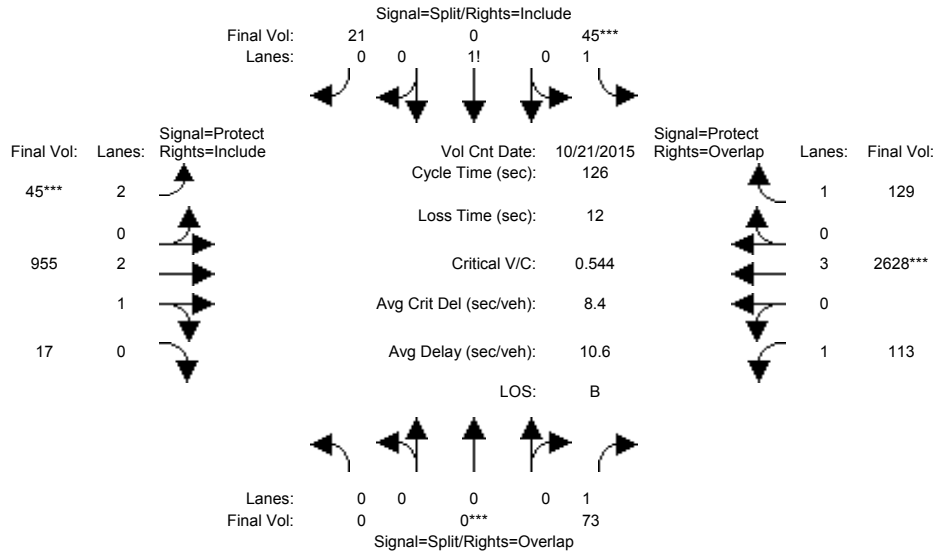 Signal=Split/Rights=Include
Final Vol: 21 0 45***
Lanes: 0 0 1! 0 1
Signal=Protect
Final Vol: Lanes: Rights=Include
Vol Cnt Date: 10/21/2015
Signal=Protect
Rights=Overlap Lanes: Final Vol:
Cycle Time (sec): 126
45*** 2
1 129
Loss Time (sec): 12
0
0
955 2
Critical V/C: 0.544
3 2628***
1
Avg Crit Del (sec/veh): 8.4
0
17 0
Avg Delay (sec/veh): 10.6
1 113
LOS: B
Lanes: 0 0 0 0 1
Final Vol: 0 0*** 73
Signal=Split/Rights=Overlap